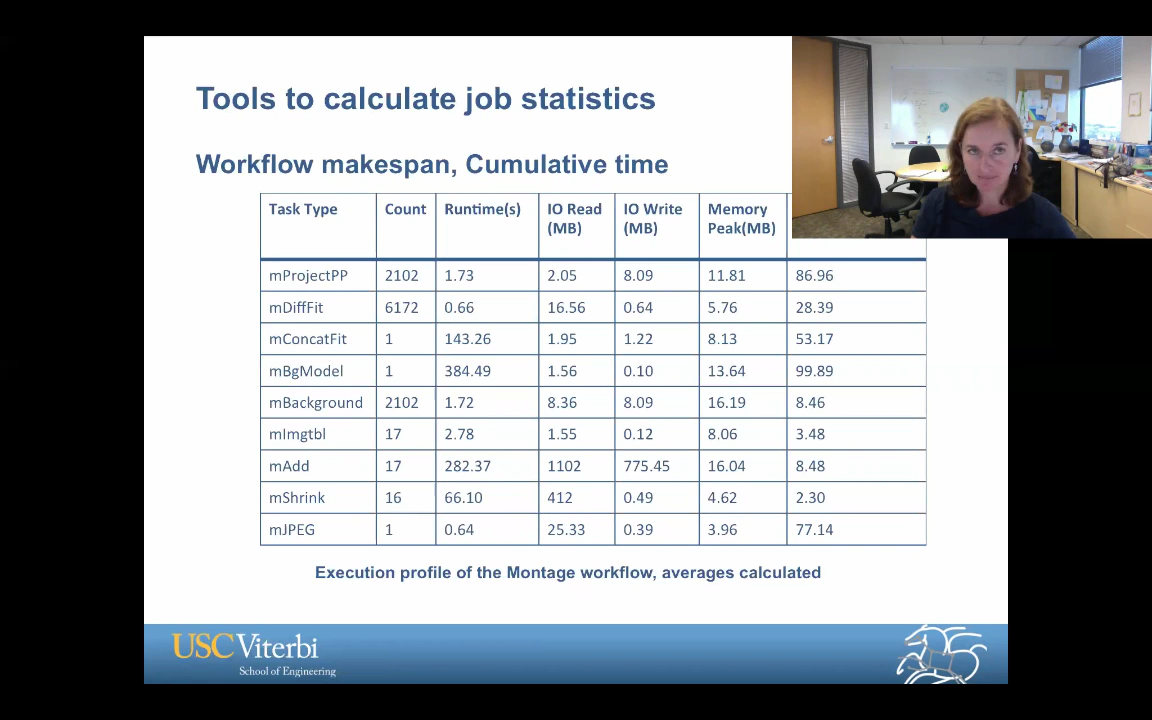 Tools to calculate job statistics
Workflow makespan, Cumulative time
Task Type Count Runtime(s) IO Read (MB) IO Write (MB) Memory Peak(MB)
mProjectPP 2102 1.73 2.05 8.09 11.81 86.96
mDiffFit 6172 0.66 16.56 0.64 5.76 28.39
mConcatFit 1 143.26 1.95 1.22 8.13 53.17
mBgModel 1 384.49 1.56 0.10 13.64 99.89
mBackground 2102 1.72 8.36 8.09 16.19 8.46
mImgtbl 17 2.78 1.55 0.12 8.06 3.48
mAdd 17 282.37 1102 775.45 16.04 8.48
mShrink 16 66.10 412 0.49 4.62 2.30
mJPEG 1 0.64 25.33 0.39 3.96 77.14
Execution profile of the Montage workflow, averages calculated
USC Viterbi
School of Engineering